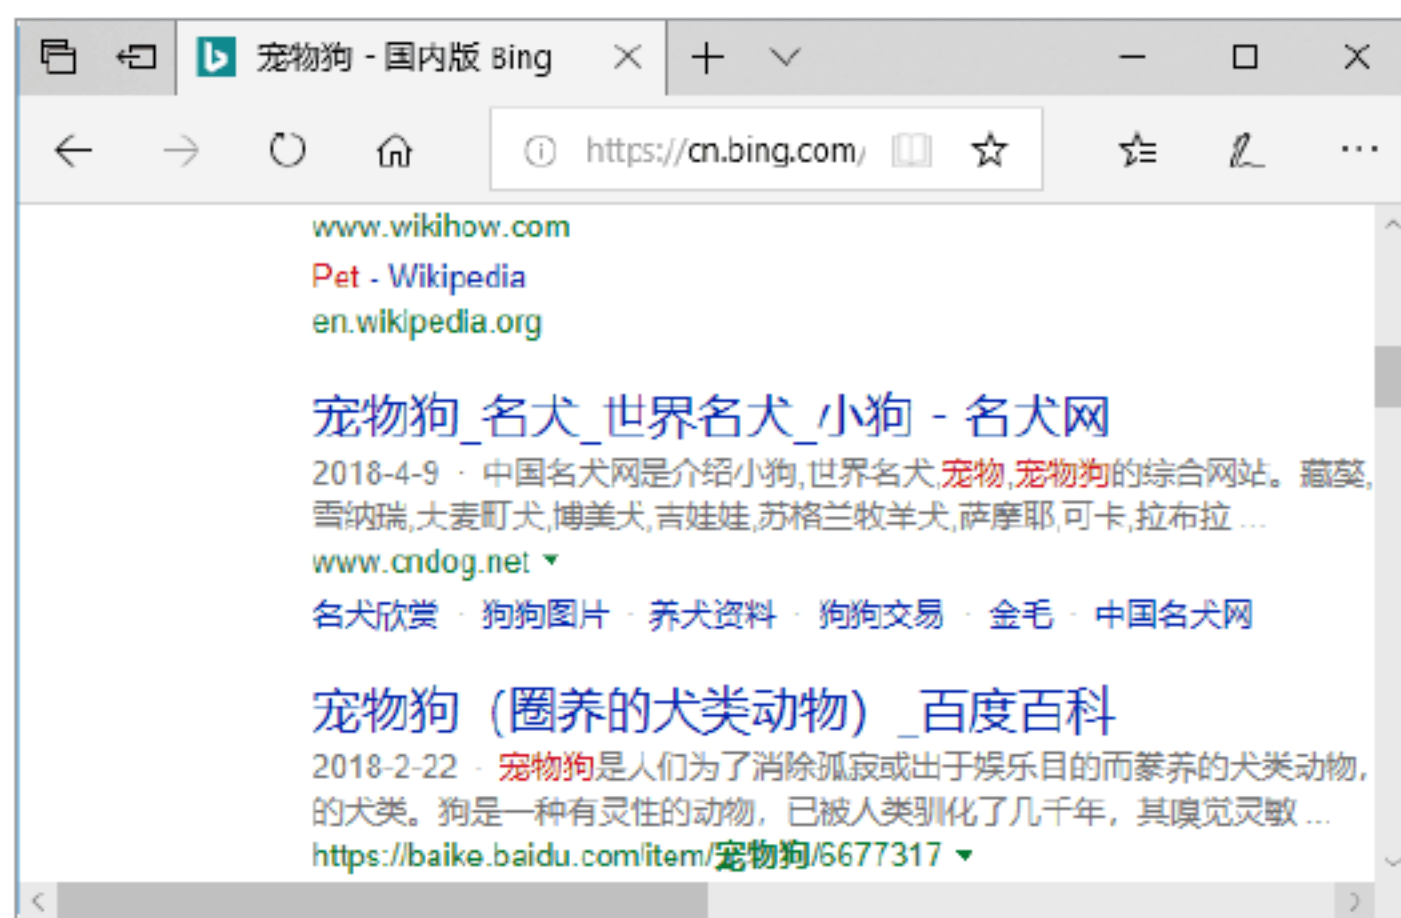 宠物狗 - 国内版 Bing
https://cn.bing.com/
www.wikihow.com
Pet - Wikipedia
en.wikipedia.org
宠物狗_名犬_世界名犬_小狗 - 名犬网
2018-4-9 · 中国名犬网是介绍小狗,世界名犬,宠物,宠物狗的综合网站。藏獒,
雪纳瑞,大麦町犬,博美犬,吉娃娃,苏格兰牧羊犬,萨摩耶,可卡,拉布拉 ...
www.cndog.net
名犬欣赏 · 狗狗图片 · 养犬资料 · 狗狗交易 · 金毛 · 中国名犬网
宠物狗（圈养的犬类动物）_百度百科
2018-2-22 · 宠物狗是人们为了消除孤寂或出于娱乐目的而豢养的犬类动物，
的犬类。狗是一种有灵性的动物，已被人类驯化了几千年，其嗅觉灵敏 ...
https://baike.baidu.com/item/宠物狗/6677317